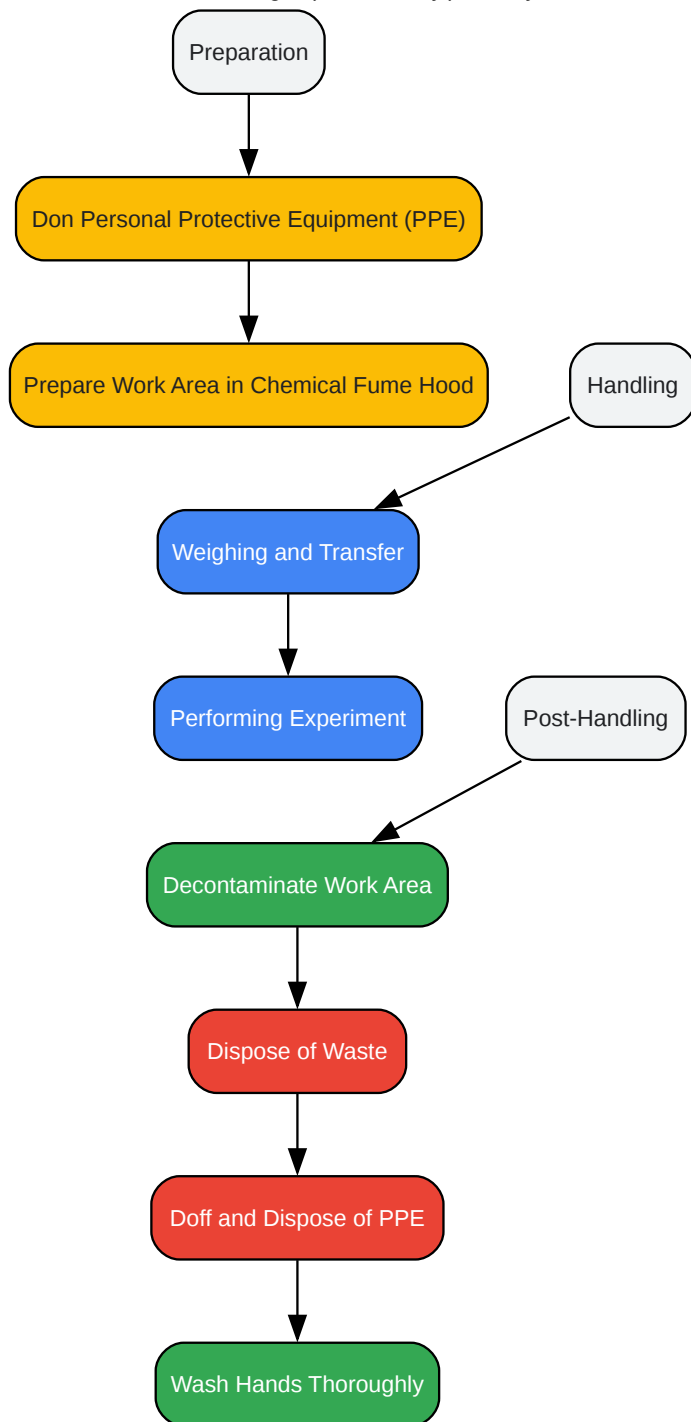 Preparation
Don Personal Protective Equipment (PPE)
Prepare Work Area in Chemical Fume Hood
Handling
Weighing and Transfer
Performing Experiment
Post-Handling
Decontaminate Work Area
Dispose of Waste
Doff and Dispose of PPE
Wash Hands Thoroughly